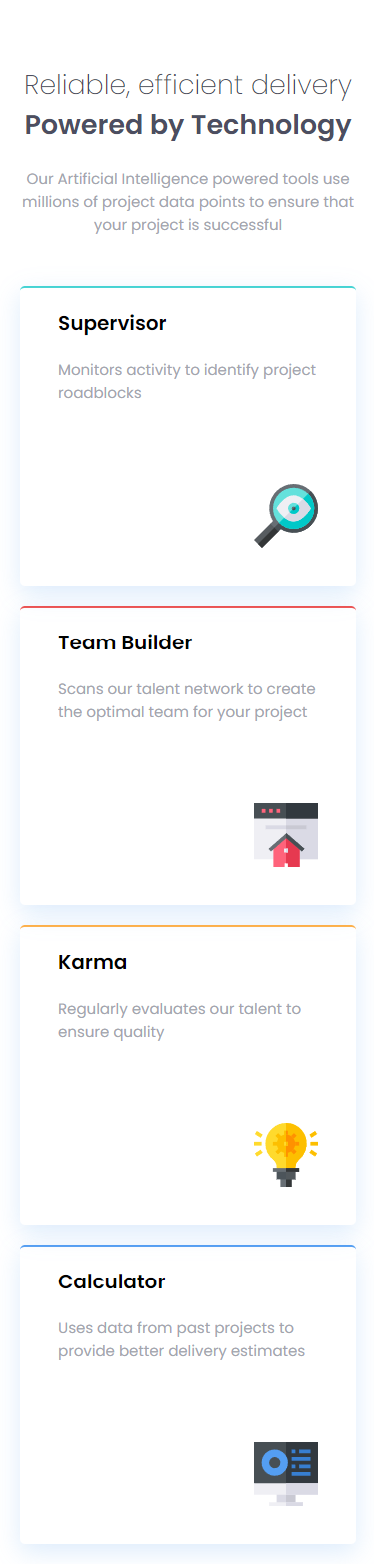 Reliable, efficient delivery
Powered by Technology
Our Artificial Intelligence powered tools use
millions of project data points to ensure that
your project is successful
Supervisor
Monitors activity to identify project
roadblocks
Team Builder
Scans our talent network to create
the optimal team for your project
Karma
Regularly evaluates our talent to
ensure quality
Calculator
Uses data from past projects to
provide better delivery estimates